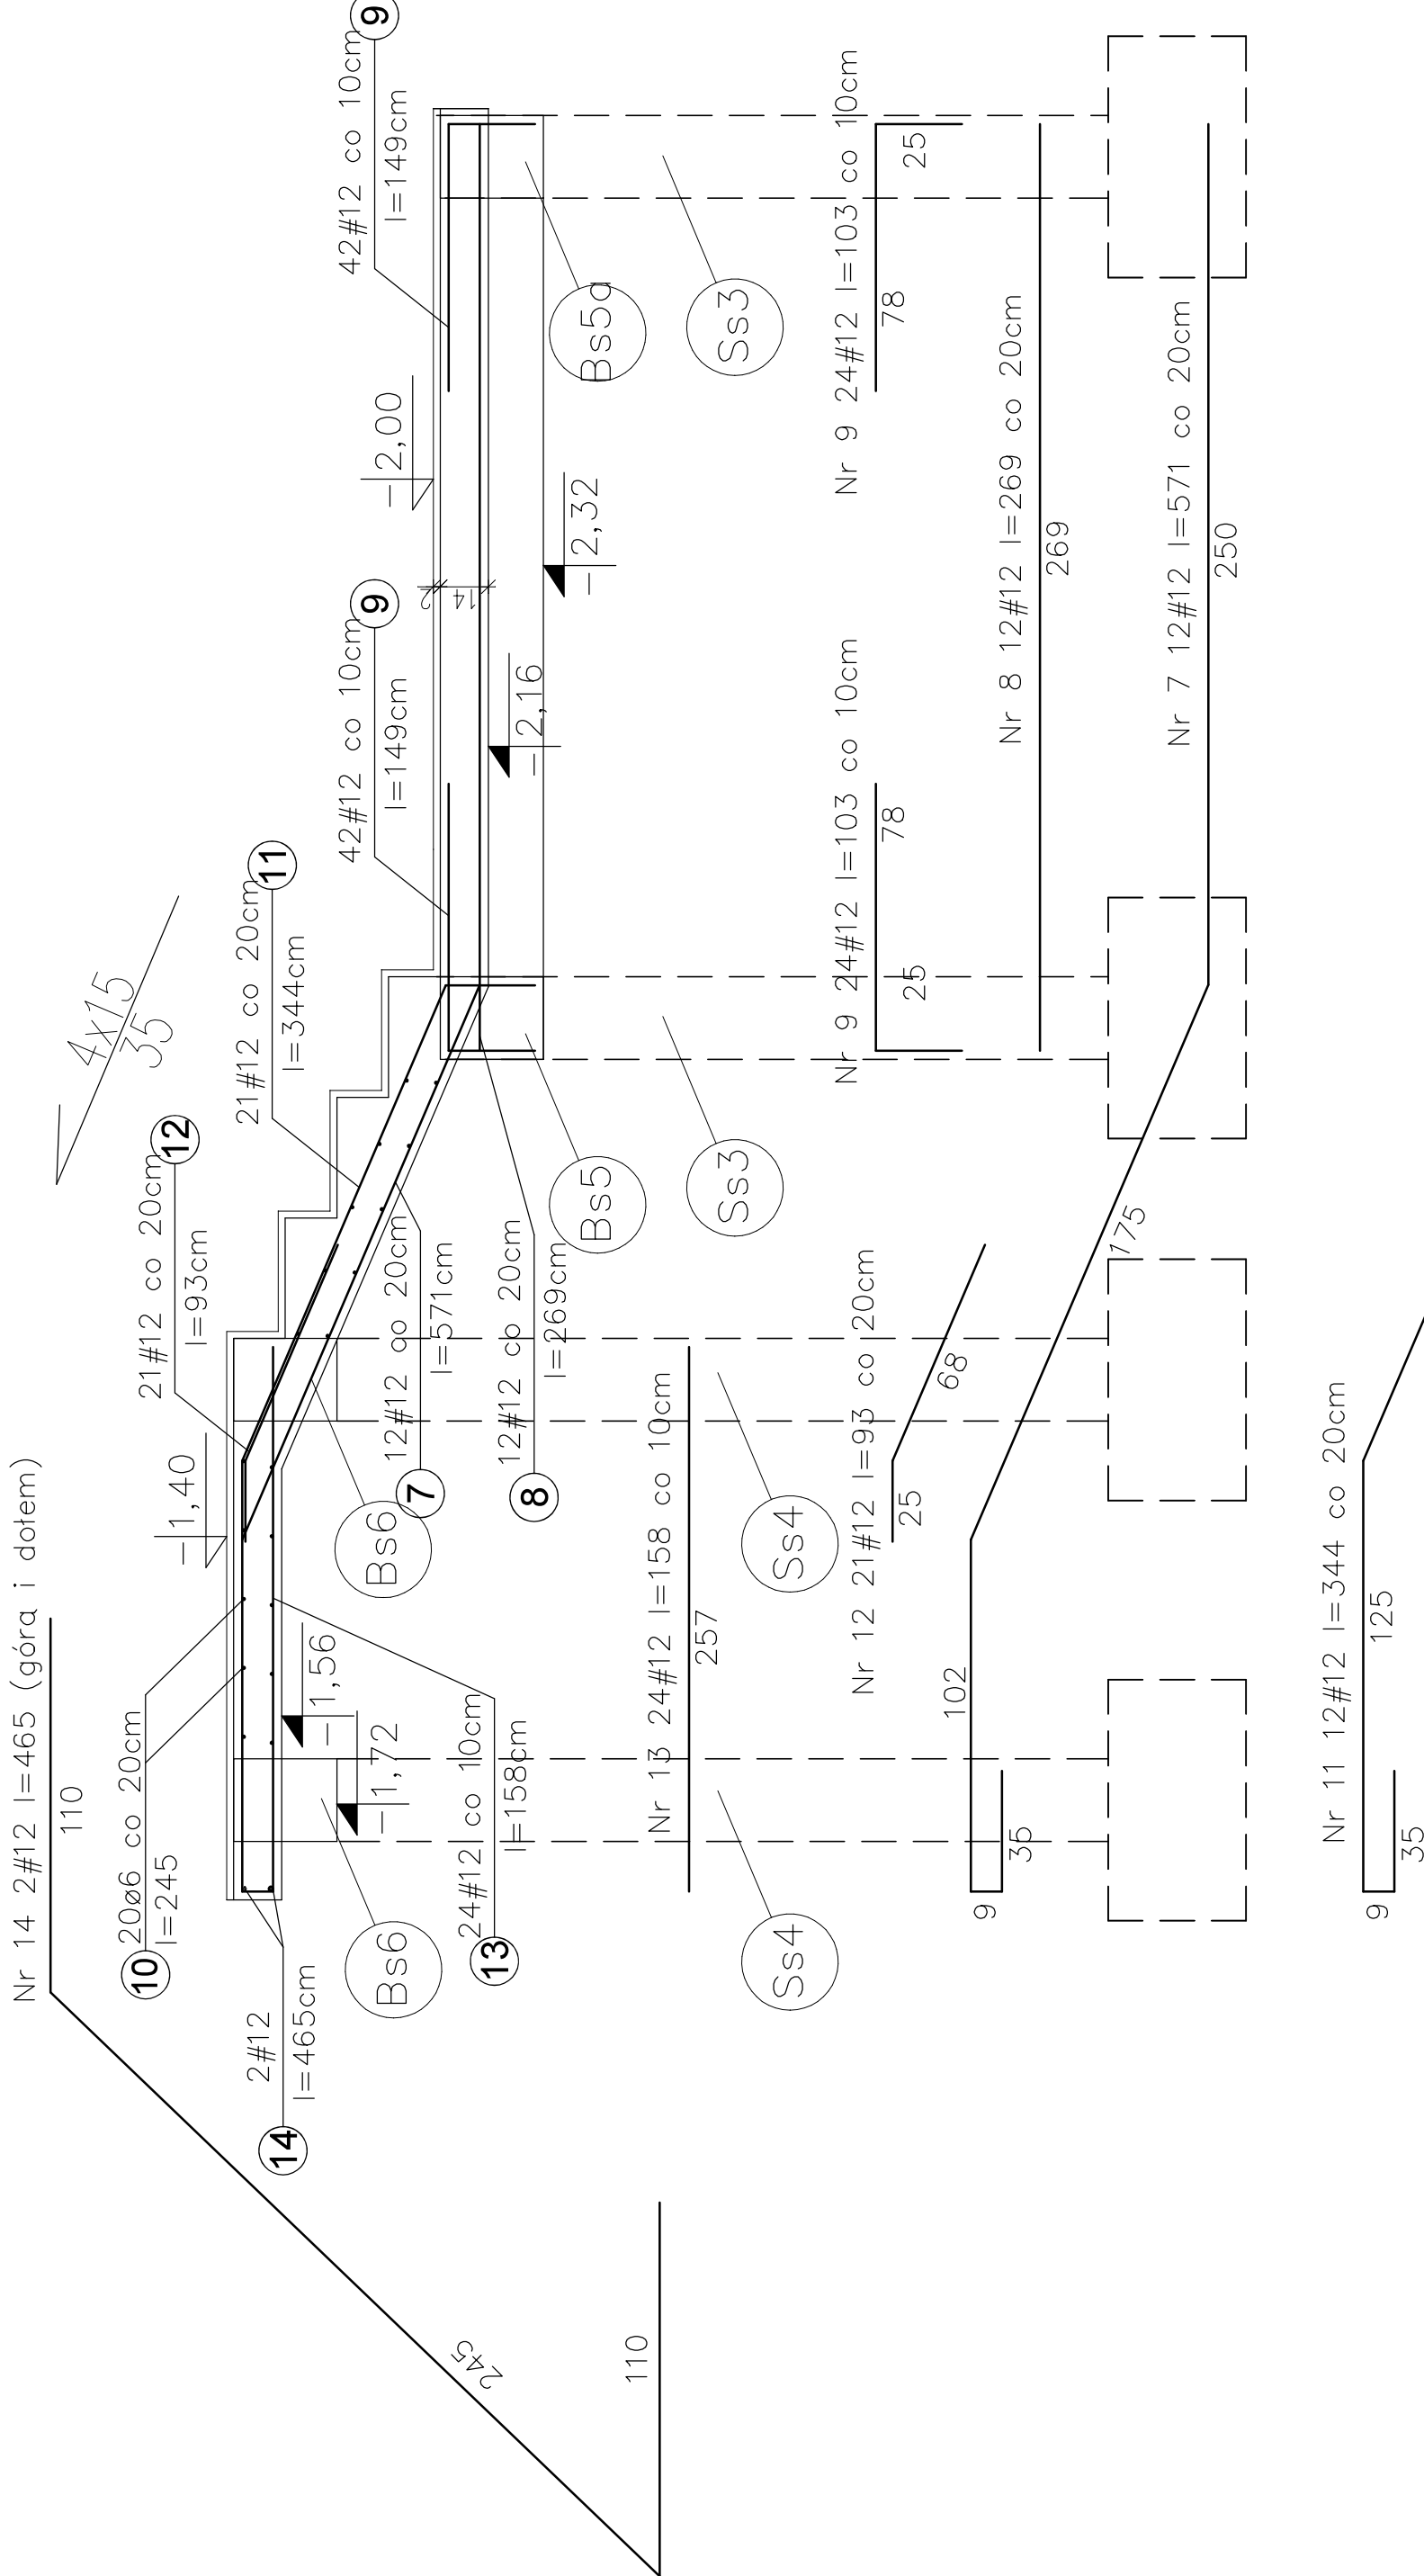 Nr 14 2#12 l=465 (góra i dołem)
110
245
110
4x15
35
10
20ø6 co 20cm
l=245
12
21#12 co 20cm
l=93cm
11
21#12 co 20cm
l=344cm
9
42#12 co 10cm
l=149cm
9
42#12 co 10cm
l=149cm
14
2#12
l=465cm
-1,40
-2,00
2
14
-1,56
-1,72
-2,16
-2,32
Bs6
Bs6
7
12#12 co 20cm
l=571cm
8
12#12 co 20cm
l=269cm
13
24#12 co 10cm
l=158cm
Bs5
Bs5a
Ss4
Ss4
Ss3
Ss3
Nr 13 24#12 l=158 co 10cm
257
Nr 12 21#12 l=93 co 20cm
25
68
Nr 9 24#12 l=103 co 10cm
25
78
Nr 9 24#12 l=103 co 10cm
78
25
Nr 8 12#12 l=269 co 20cm
269
Nr 7 12#12 l=571 co 20cm
250
175
102
35
9
Nr 11 12#12 l=344 co 20cm
125
35
9